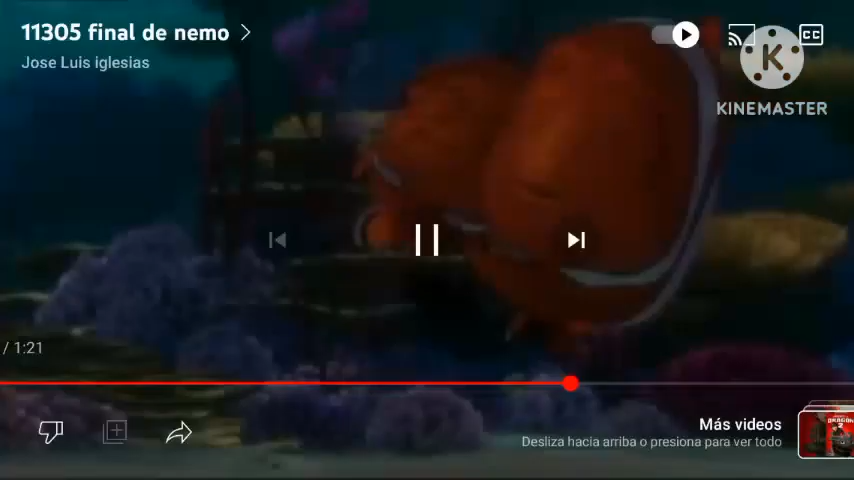 11305 final de nemo
Jose Luis iglesias
CC
K
KINEMASTER
/ 1:21
Más videos
Desliza hacia arriba o presiona para ver todo